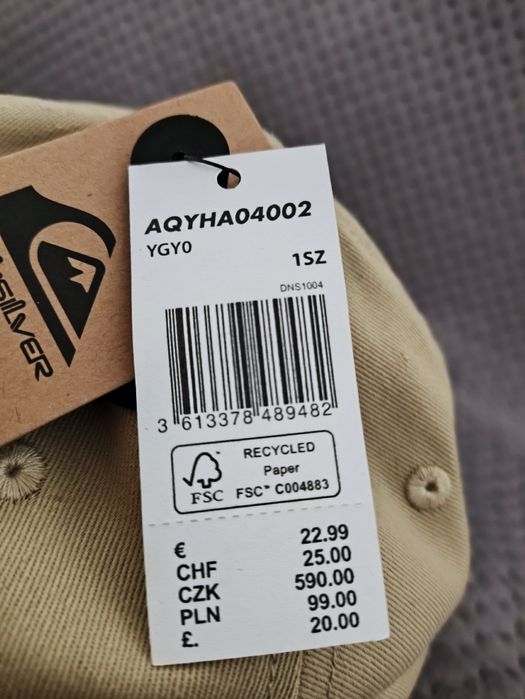 AQYHA04002
YGY0
1SZ
DNS1004
3 613378 489482
RECYCLED
Paper
FSC™ C004883
FSC
€ 22.99
CHF 25.00
CZK 590.00
PLN 99.00
£. 20.00